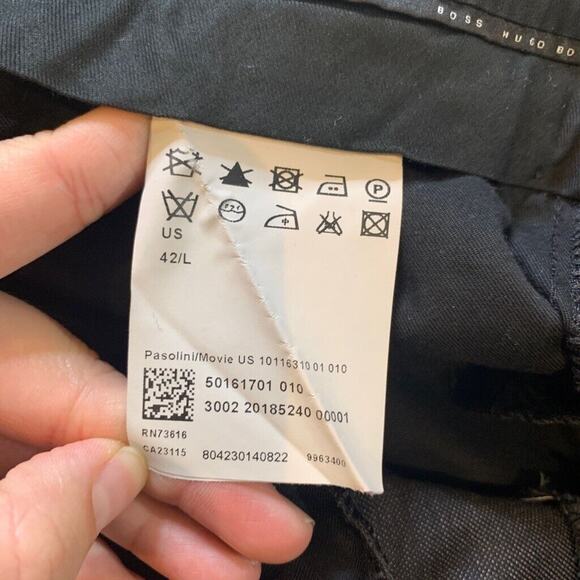 BOSS HUGO BO
P
US
42/L
Pasolini/Movie US 10116310 01 010
50161701 010
3002 20185240 00001
RN73616
CA23115 804230140822 9963400